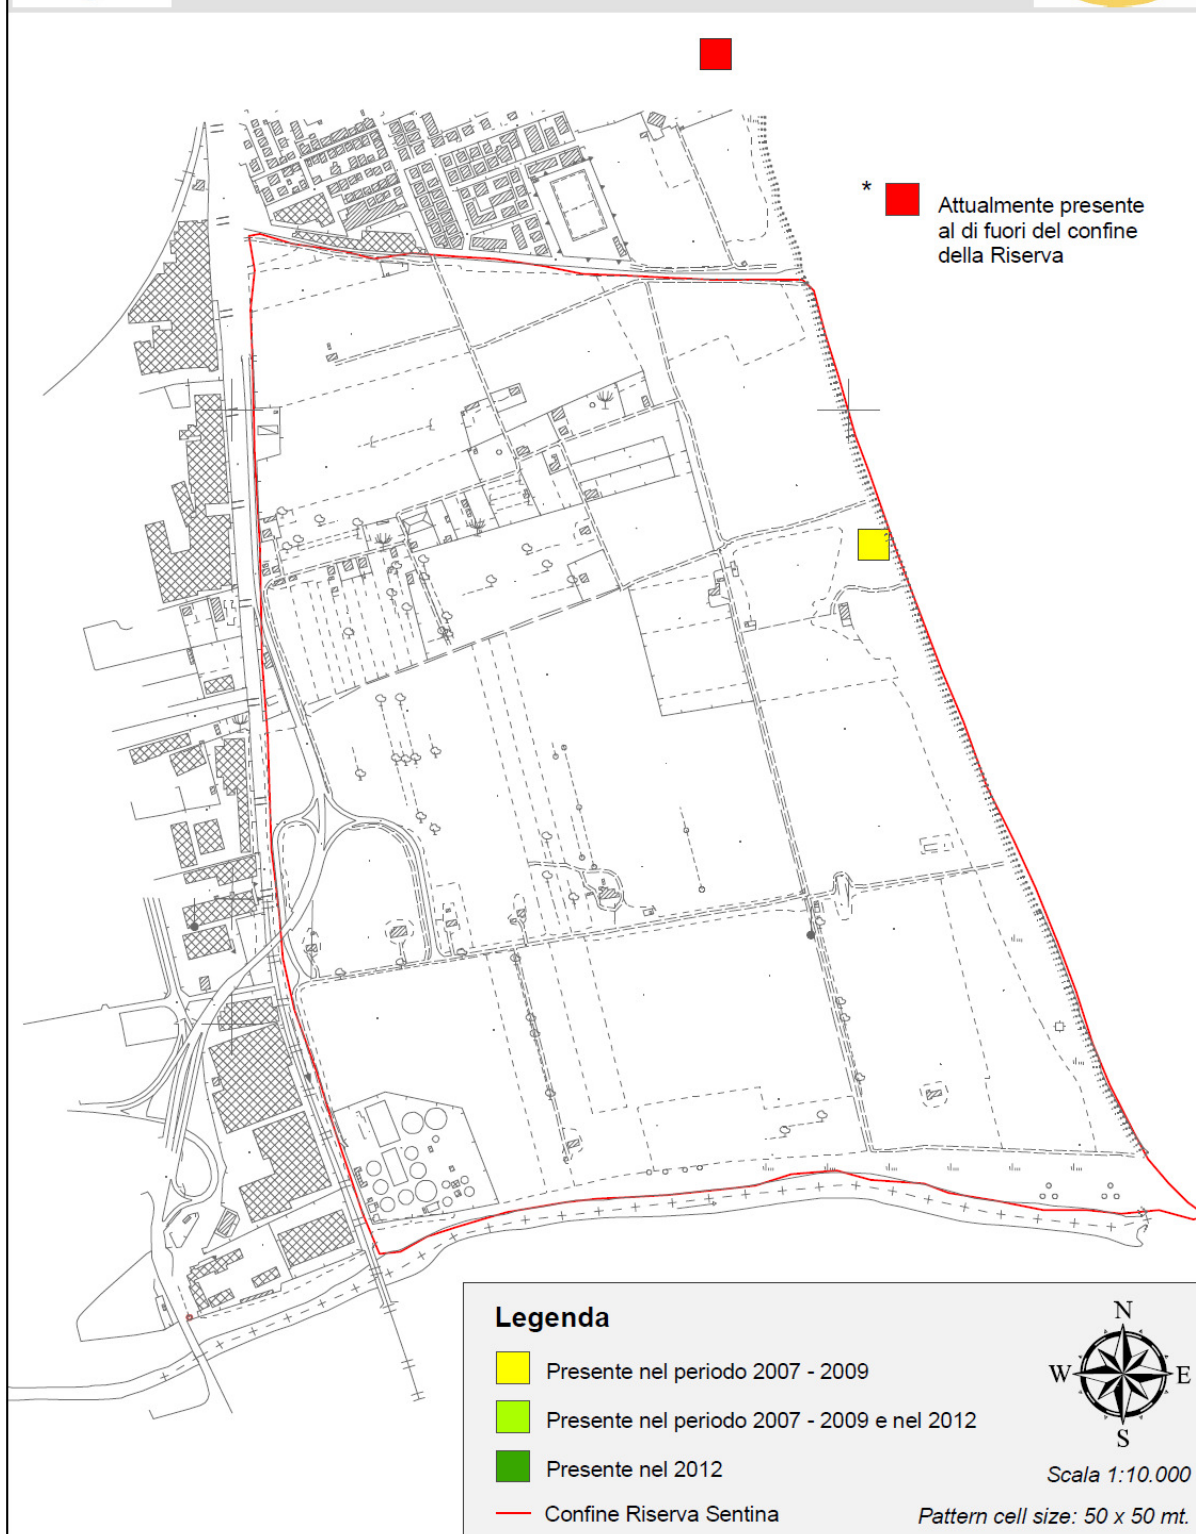 * Attualmente presente
al di fuori del confine
della Riserva
Legenda
Presente nel periodo 2007 - 2009
Presente nel periodo 2007 - 2009 e nel 2012
Presente nel 2012
Confine Riserva Sentina
N
W E
S
Scala 1:10.000
Pattern cell size: 50 x 50 mt.